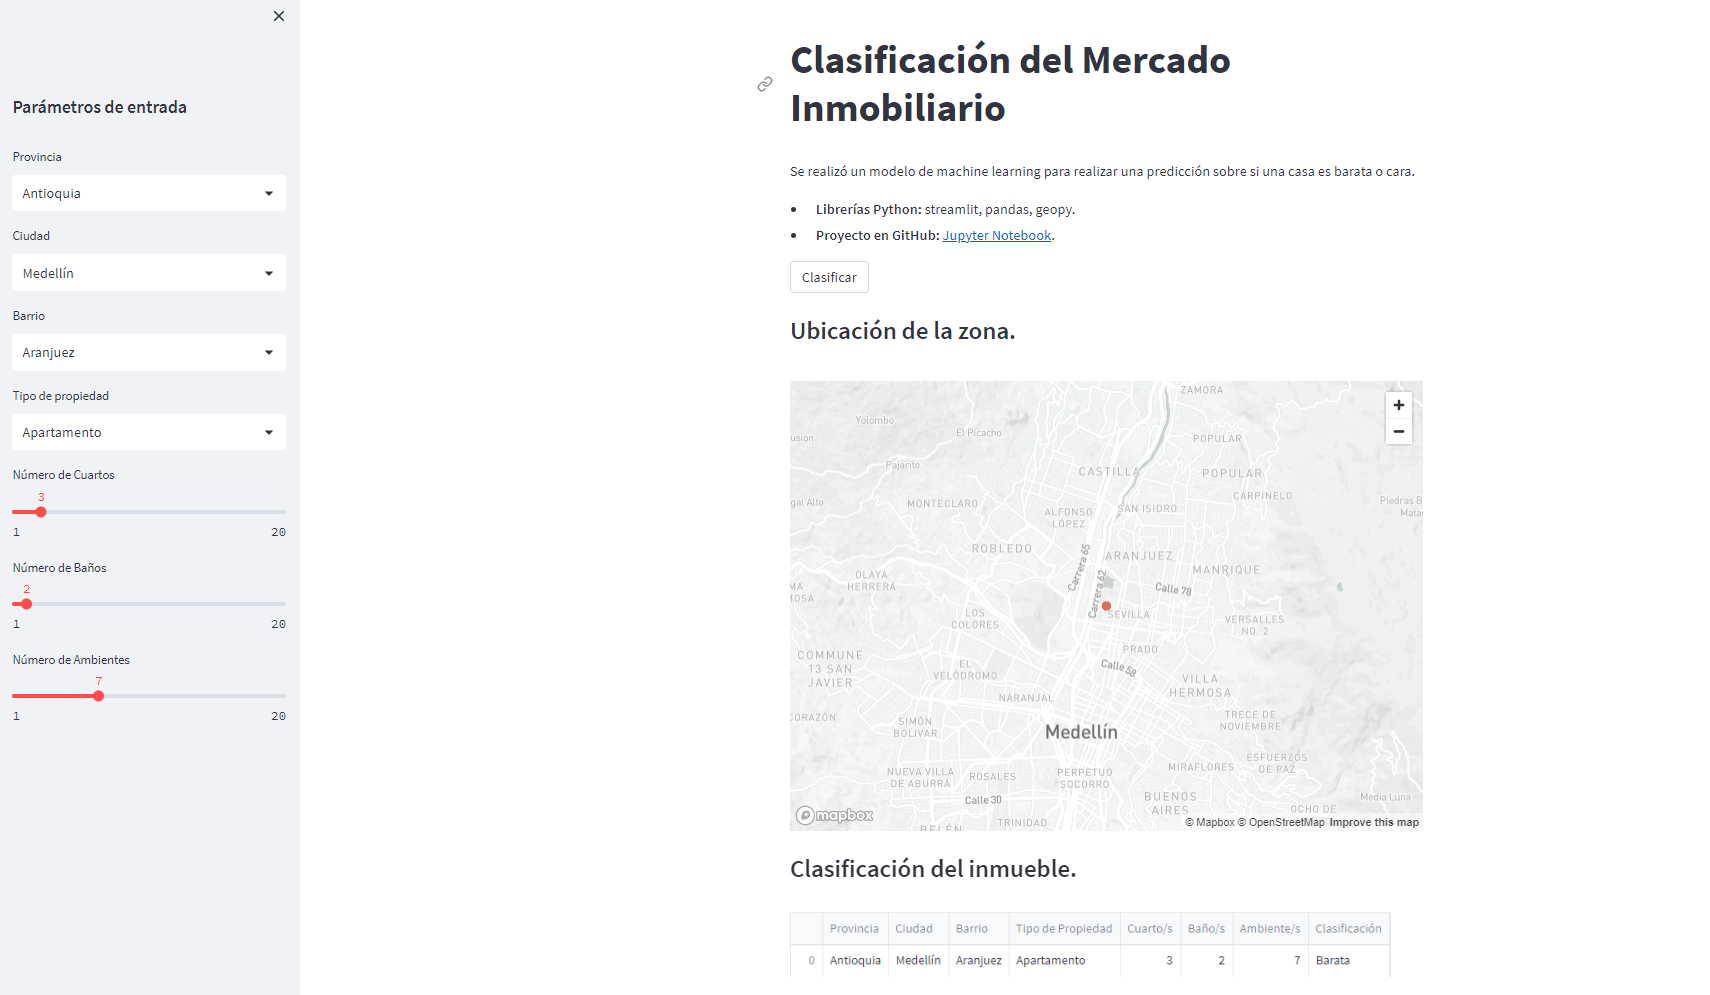 Parámetros de entrada
Provincia
Antioquia
Ciudad
Medellín
Barrio
Aranjuez
Tipo de propiedad
Apartamento
Número de Cuartos
3
1 20
Número de Baños
2
1 20
Número de Ambientes
7
1 20
Clasificación del Mercado
Inmobiliario
Se realizó un modelo de machine learning para realizar una predicción sobre si una casa es barata o cara.
Librerías Python: streamlit, pandas, geopy.
Proyecto en GitHub: Jupyter Notebook.
Clasificar
Ubicación de la zona.
ZAMORA
Yolombo
El Picacho
usion
POPULAR
Pajarito
CASTILLA
POPULAR
CARPINELO
gal Alto
MONTECLARO
Piedras B
Matas
ALFONSO
LÓPEZ
SAN ISIDRO
ROBLEDO
Carrera 65
ARANJUEZ
MANRIQUE
OLAYA
HERRERA
MA
MOSA
Carrera 62
Calle 78
LOS
COLORES
SEVILLA
VERSALLES
NO. 2
COMMUNE
13 SAN
JAVIER
EL
VELÓDROMO
PRADO
Calle 58
VILLA
HERMOSA
NARANJAL
CORAZÓN
SIMÓN
BOLIVAR
TRECE DE
NOVIEMBRE
Medellín
NUEVA VILLA
DE ABURRÁ
ROSALES
PERPETUO
SOCORRO
MIRAFLORES
ESFUERZOS
DE PAZ
Calle 30
BUENOS
AIRES
Media Luna
OCHO DE
BELÉN
TRINIDAD
mapbox
© Mapbox © OpenStreetMap Improve this map
Clasificación del inmueble.
Provincia Ciudad Barrio Tipo de Propiedad Cuarto/s Baño/s Ambiente/s Clasificación
0 Antioquia Medellín Aranjuez Apartamento 3 2 7 Barata